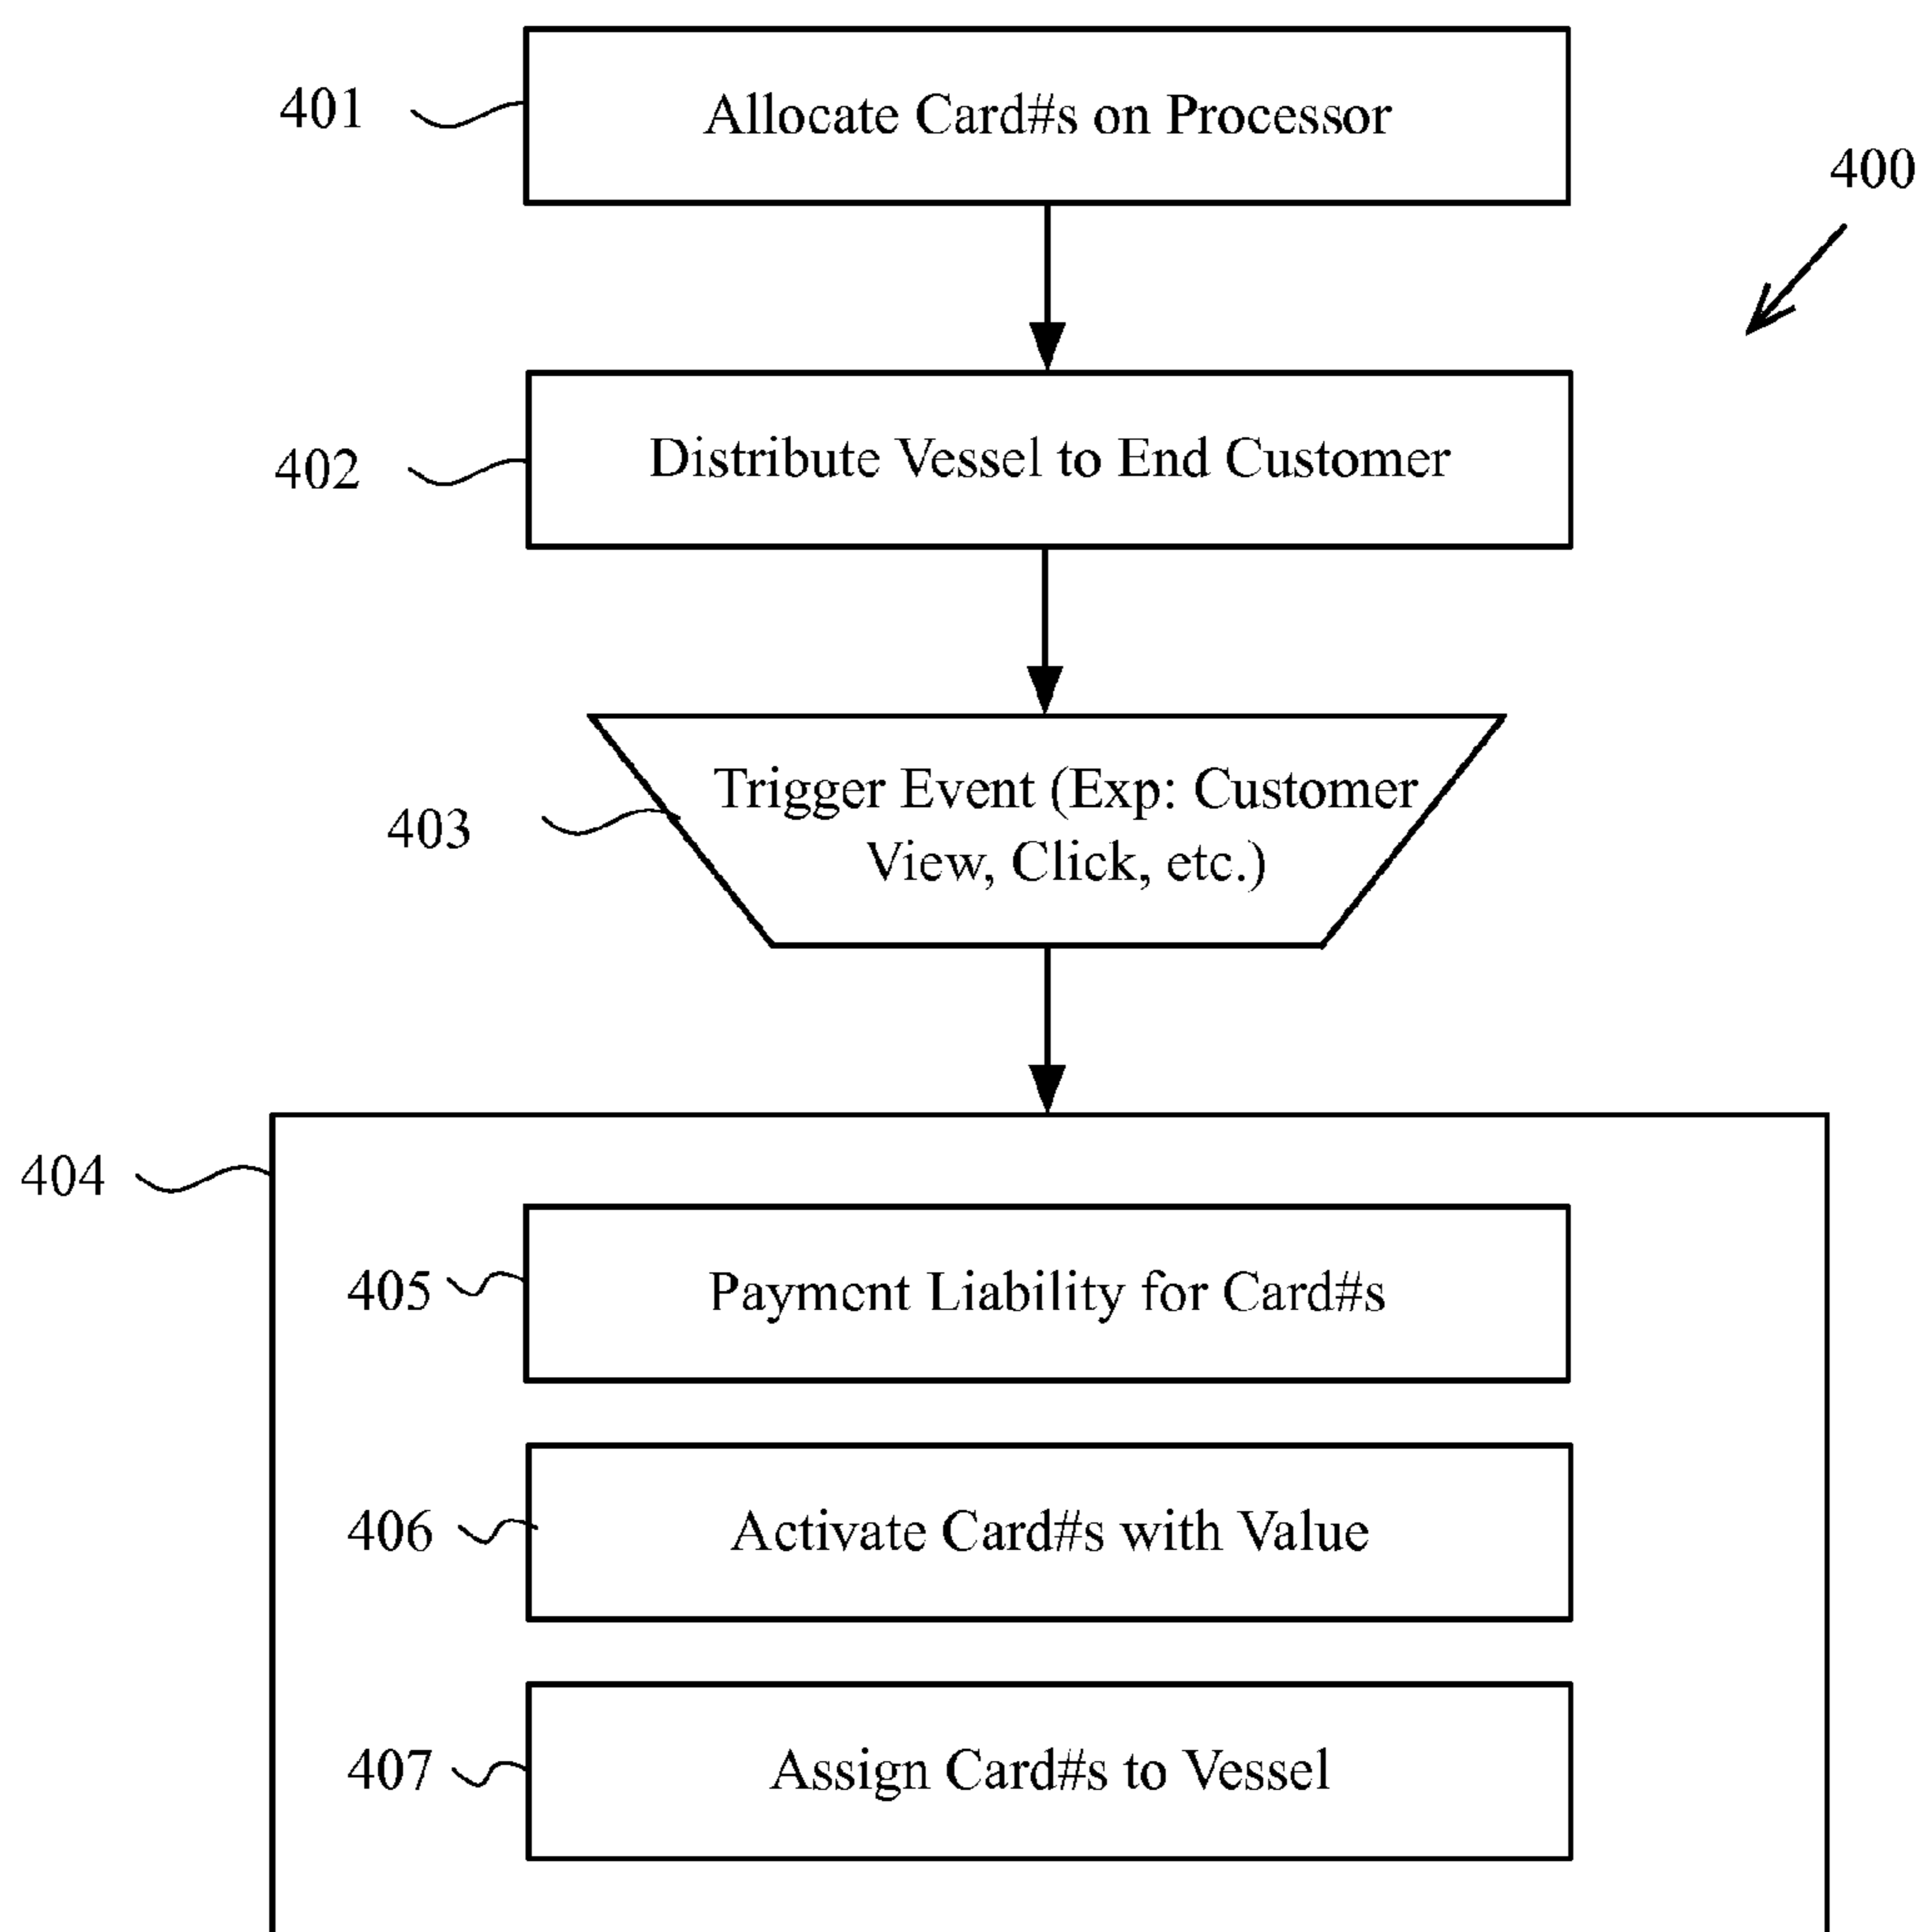 401
Allocate Card#s on Processor
400
402
Distribute Vessel to End Customer
403
Trigger Event (Exp: Customer
View, Click, etc.)
404
405
Payment Liability for Card#s
406
Activate Card#s with Value
407
Assign Card#s to Vessel